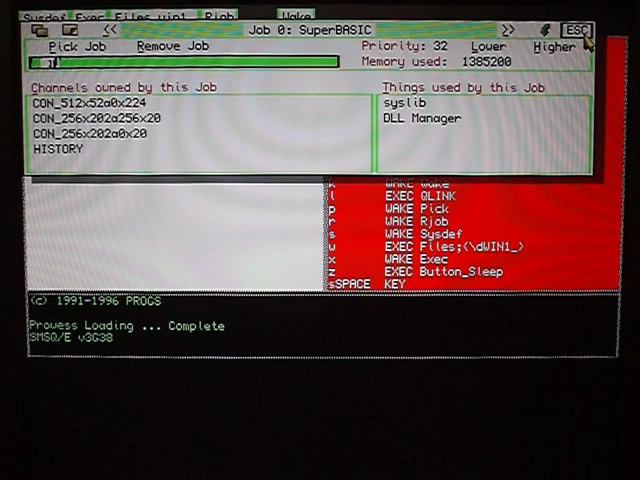 Sysdef Exec Files win1 Rjob Wake
<< Job 0: SuperBASIC >> ESC
Pick Job Remove Job Priority: 32 Lower Higher
Memory used: 1385200
Channels owned by this Job Things used by this Job
CON_512x52a0x224 syslib
CON_256x202a256x20 DLL Manager
CON_256x202a0x20
HISTORY
k WAKE Wake
l EXEC QLINK
p WAKE Pick
r WAKE Rjob
s WAKE Sysdef
w EXEC Files;(\dWIN1_)
x WAKE Exec
z EXEC Button_Sleep
sSPACE KEY
(c) 1991-1996 PROGS
Prowess Loading ... Complete
SMSQ/E v3G38